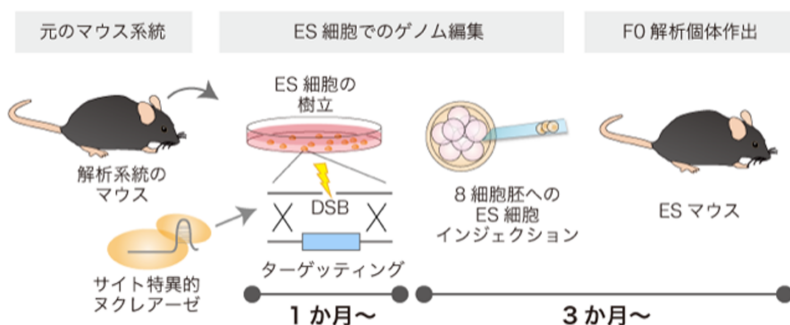 元のマウス系統
ES 細胞でのゲノム編集
F0 解析個体作出
解析系統の
マウス
サイト特異的
ヌクレアーゼ
ES 細胞の
樹立
DSB
ターゲッティング
8 細胞胚への
ES 細胞
インジェクション
ES マウス
1 か月〜
3 か月〜